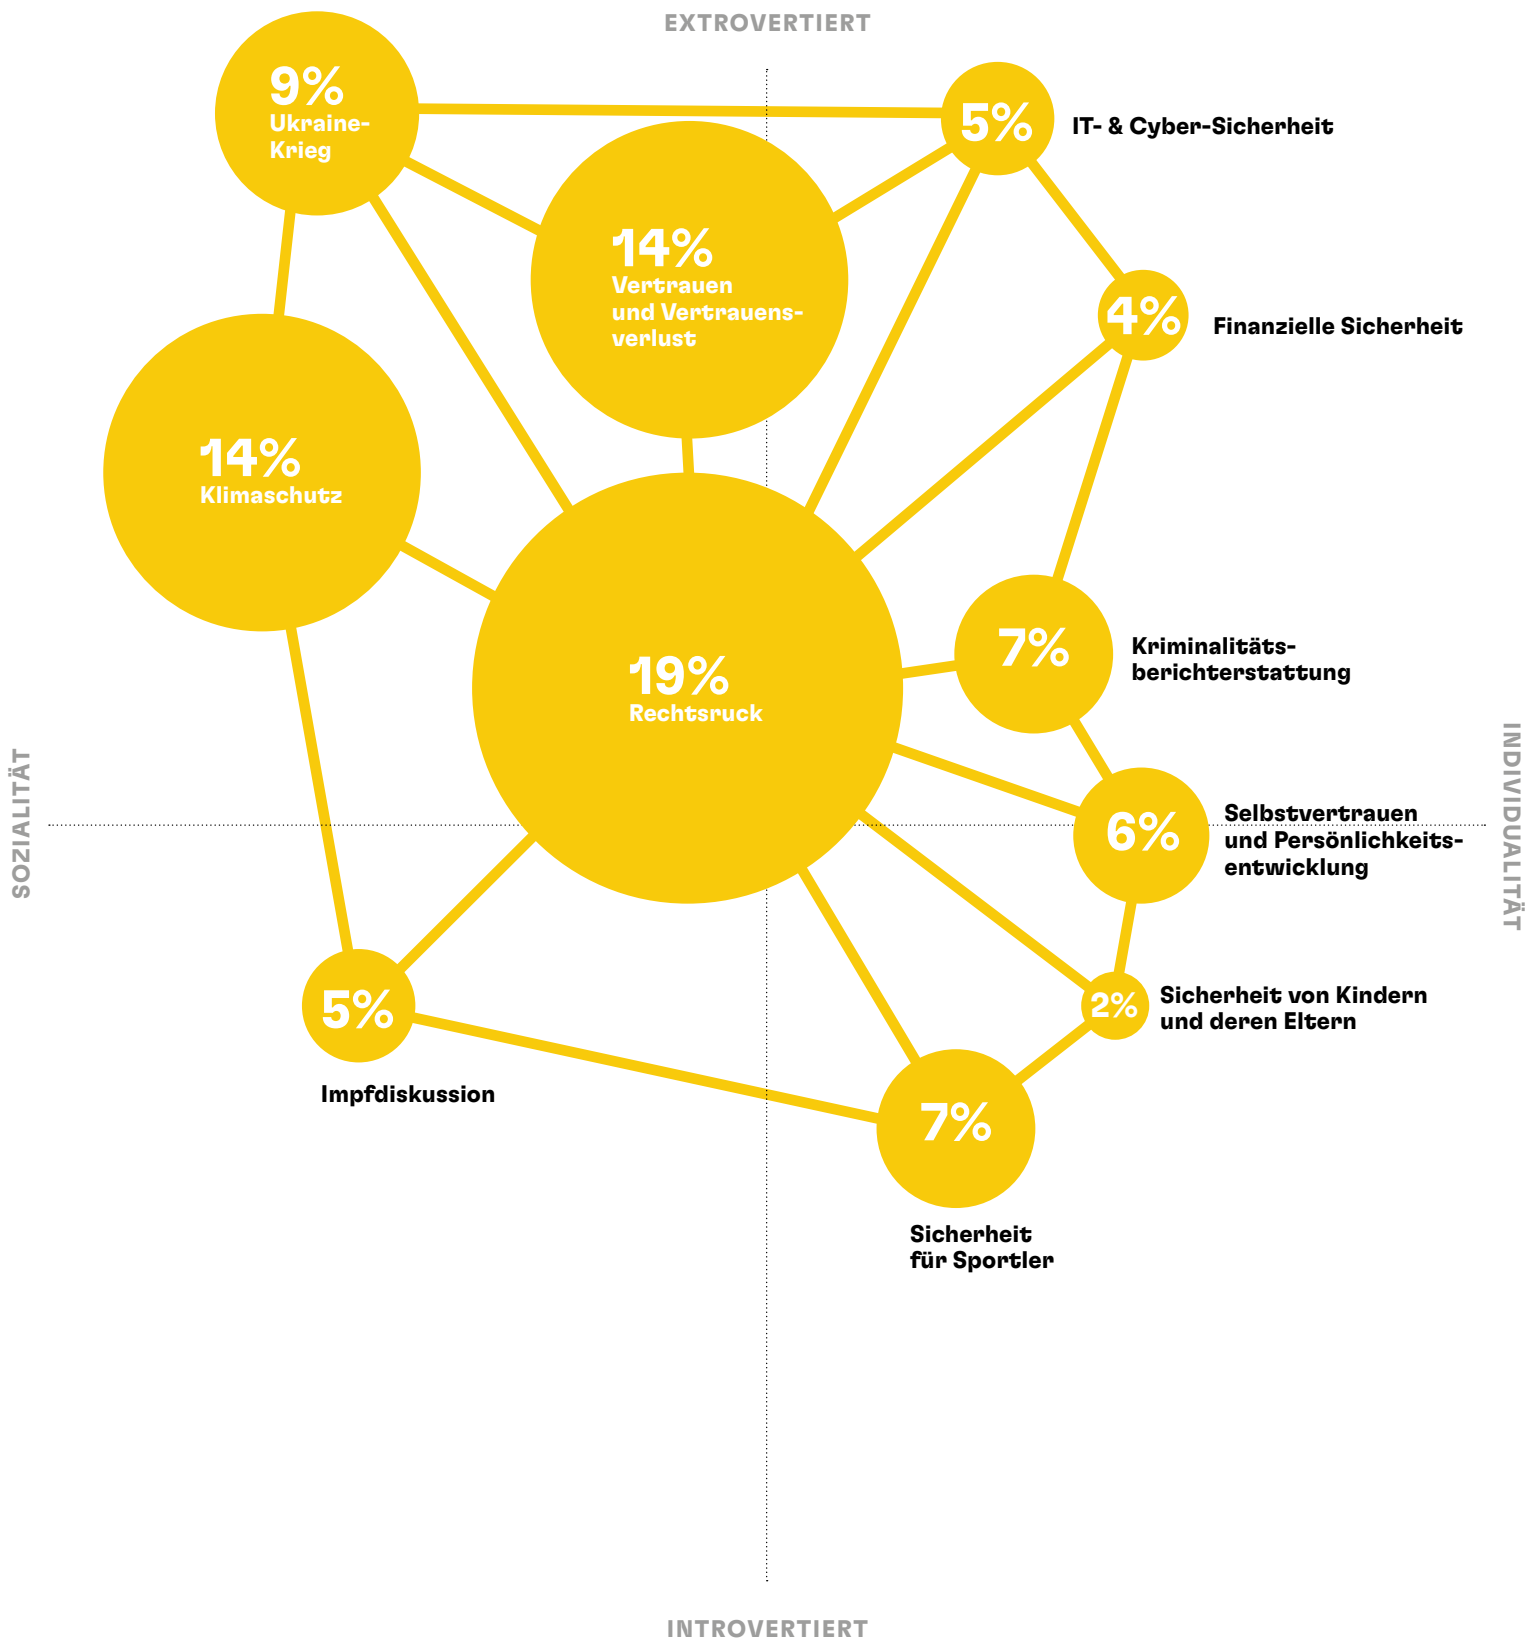 EXTROVERTIERT
9%
Ukraine-
Krieg
5%
IT- & Cyber-Sicherheit
14%
Vertrauen
und Vertrauens-
verlust
4%
Finanzielle Sicherheit
14%
Klimaschutz
19%
Rechtsruck
7%
Kriminalitäts-
berichterstattung
SOZIALITÄT
INDIVIDUALITÄT
6%
Selbstvertrauen
und Persönlichkeits-
entwicklung
5%
Impfdiskussion
2%
Sicherheit von Kindern
und deren Eltern
7%
Sicherheit
für Sportler
INTROVERTIERT